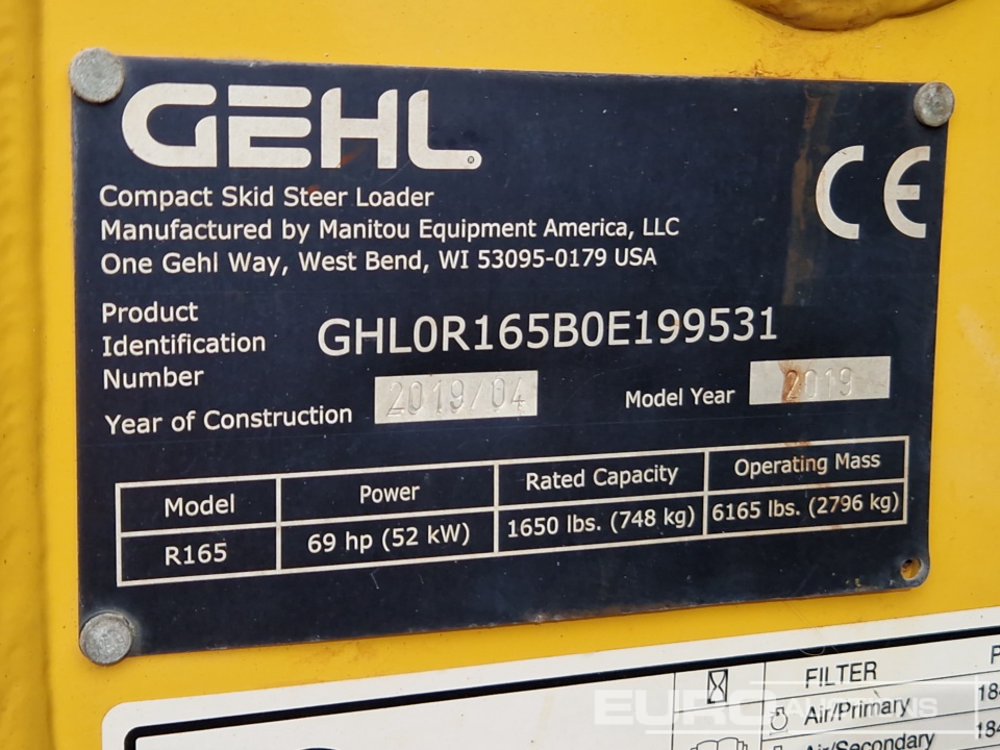 GEHL®
Compact Skid Steer Loader
Manufactured by Manitou Equipment America, LLC
One Gehl Way, West Bend, WI 53095-0179 USA
CE
Product
Identification
Number
GHL0R165B0E199531
Year of Construction 2019/04 Model Year 2019
Model Power Rated Capacity Operating Mass
R165 69 hp (52 kW) 1650 lbs. (748 kg) 6165 lbs. (2796 kg)
FILTER
Air/Primary
Air/Secondary
EURO AUCTIONS